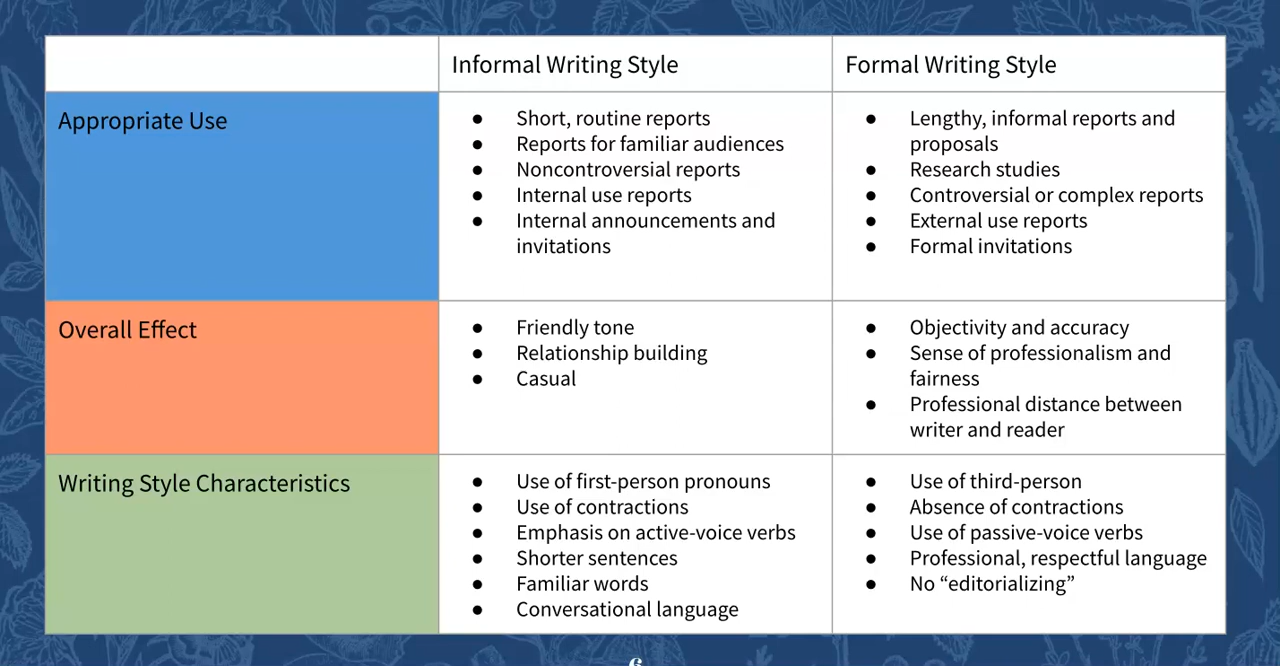 Informal Writing Style
Formal Writing Style
Appropriate Use
● Short, routine reports
● Reports for familiar audiences
● Noncontroversial reports
● Internal use reports
● Internal announcements and
invitations
● Lengthy, informal reports and
proposals
● Research studies
● Controversial or complex reports
● External use reports
● Formal invitations
Overall Effect
● Friendly tone
● Relationship building
● Casual
● Objectivity and accuracy
● Sense of professionalism and
fairness
● Professional distance between
writer and reader
Writing Style Characteristics
● Use of first-person pronouns
● Use of contractions
● Emphasis on active-voice verbs
● Shorter sentences
● Familiar words
● Conversational language
● Use of third-person
● Absence of contractions
● Use of passive-voice verbs
● Professional, respectful language
● No “editorializing”